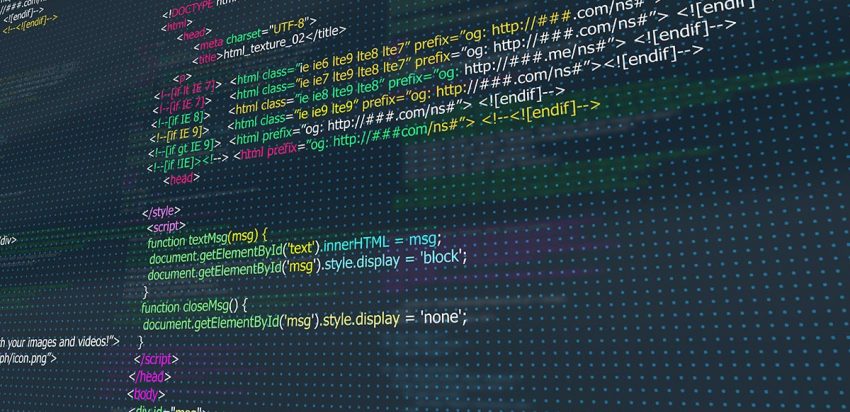 ://###.com/ns#"> <![endif]-->
<![endif]-->
<!--<![endif]-->
<!DOCTYPE html
<html>
<head>
<meta charset="UTF-8">
<title>html_texture_02</title>
<p>
<!--[if lt IE 7]> <html class="ie ie6 lte9 lte8 lte7" prefix="og: http://###.com/ns#"> <![endif]-->
<!--[if IE 7]> <html class="ie ie7 lte9 lte8 lte7" prefix="og: http://###.com/ns#"> <![endif]-->
<!--[if IE 8]> <html class="ie ie8 lte9 lte8" prefix="og: http://###.me/ns#"> <![endif]-->
<!--[if IE 9]> <html class="ie ie9 lte9" prefix="og: http://###.com/ns#"><![endif]-->
<!--[if gt IE 9]> <html prefix="og: http://###.com/ns#"> <![endif]-->
<!--[if !IE]><!--> <html prefix="og: http://###com/ns#"> <!--<![endif]-->
<head>
</style>
<script>
/div>
function textMsg(msg) {
document.getElementById('text').innerHTML = msg;
document.getElementById('msg').style.display = 'block';
}
function closeMsg() {
document.getElementById('msg').style.display = 'none';
}
h your images and videos!">
ph/icon.png">
</script>
</head>
<body>
<div id="msg">